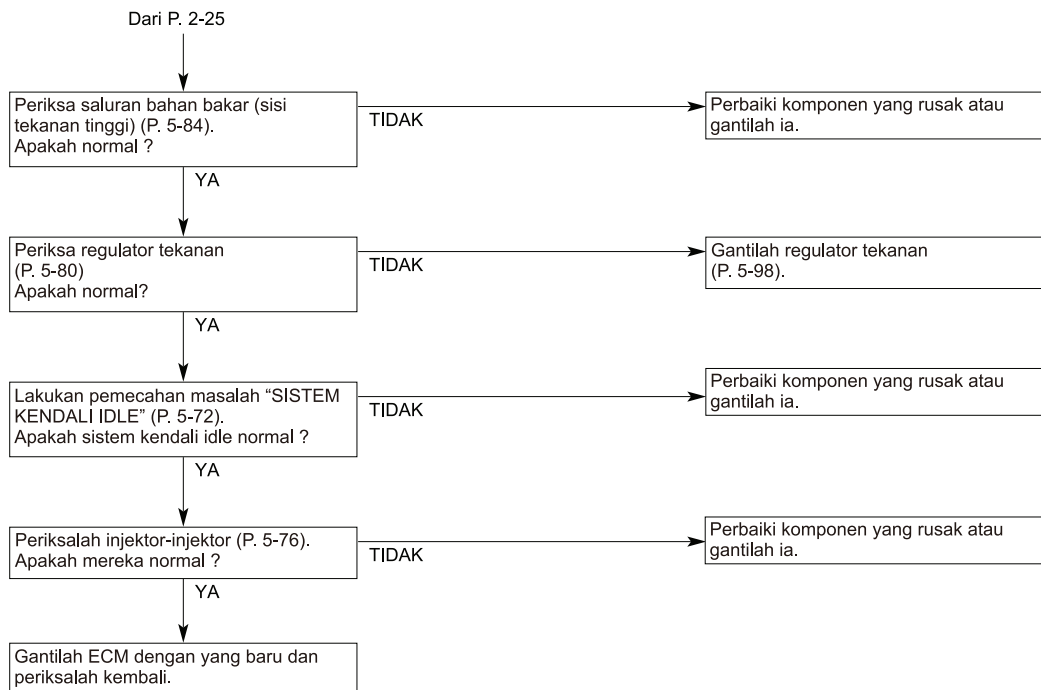 Dari P. 2-25
Periksa saluran bahan bakar (sisi
tekanan tinggi) (P. 5-84).
Apakah normal ?
TIDAK
Perbaiki komponen yang rusak atau
gantilah ia.
YA
Periksa regulator tekanan
(P. 5-80)
Apakah normal?
TIDAK
Gantilah regulator tekanan
(P. 5-98).
YA
Lakukan pemecahan masalah “SISTEM
KENDALI IDLE” (P. 5-72).
Apakah sistem kendali idle normal ?
TIDAK
Perbaiki komponen yang rusak atau
gantilah ia.
YA
Periksalah injektor-injektor (P. 5-76).
Apakah mereka normal ?
TIDAK
Perbaiki komponen yang rusak atau
gantilah ia.
YA
Gantilah ECM dengan yang baru dan
periksalah kembali.